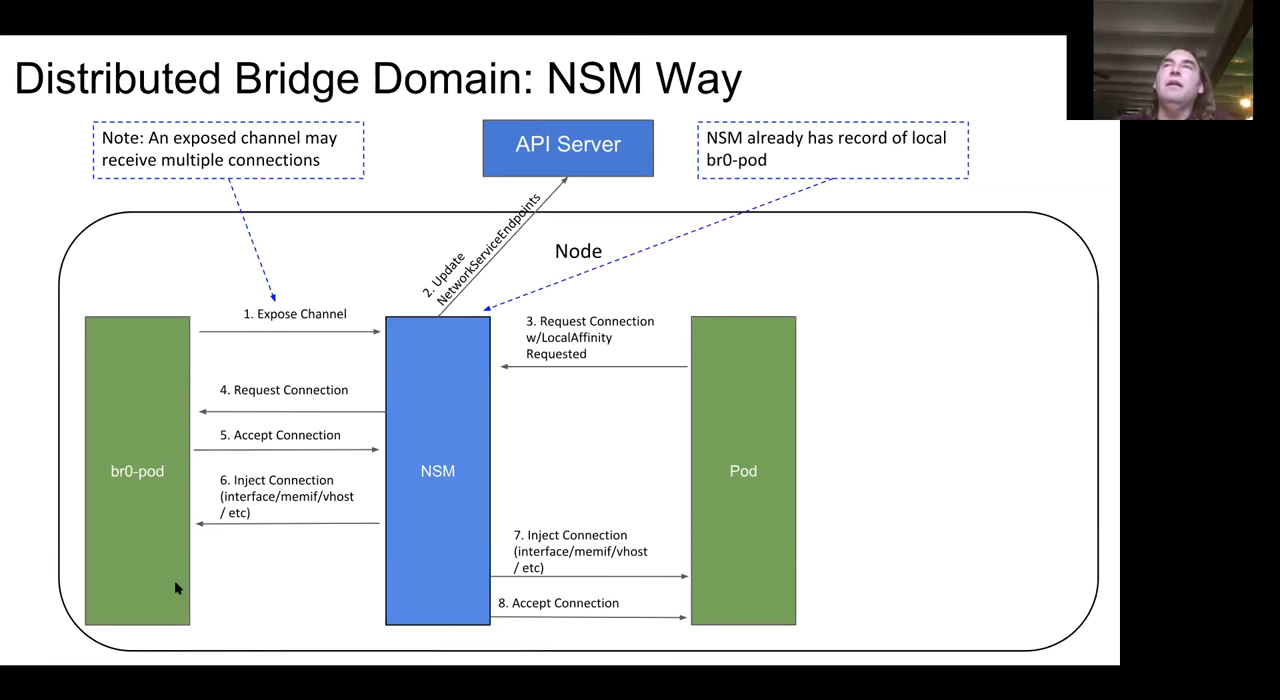 Distributed Bridge Domain: NSM Way
Note: An exposed channel may
receive multiple connections
API Server
NSM already has record of local
br0-pod
2. Update
NetworkServiceEndpoints
Node
1. Expose Channel
3. Request Connection
w/LocalAffinity
Requested
4. Request Connection
5. Accept Connection
br0-pod
NSM
Pod
6. Inject Connection
(interface/memif/vhost
/ etc)
7. Inject Connection
(interface/memif/vhost
/ etc)
8. Accept Connection